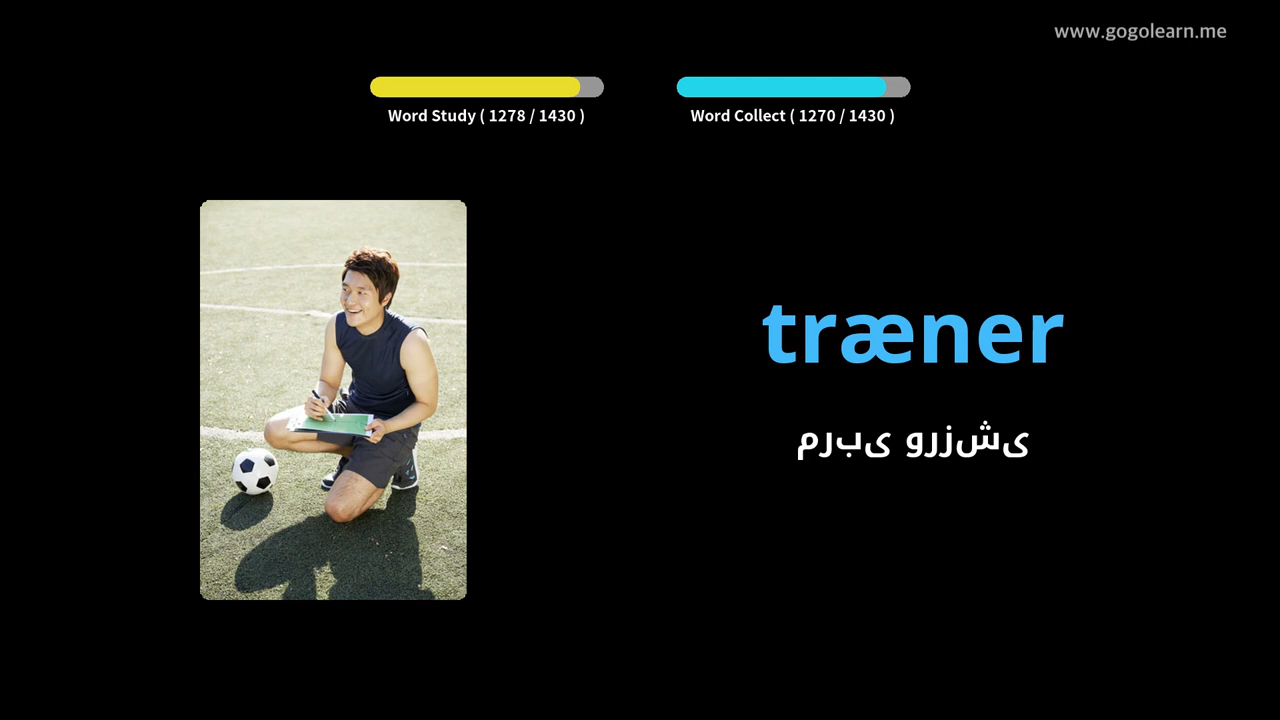 www.gogolearn.me
Word Study ( 1278 / 1430 )
Word Collect ( 1270 / 1430 )
træner
مربی ورزشی